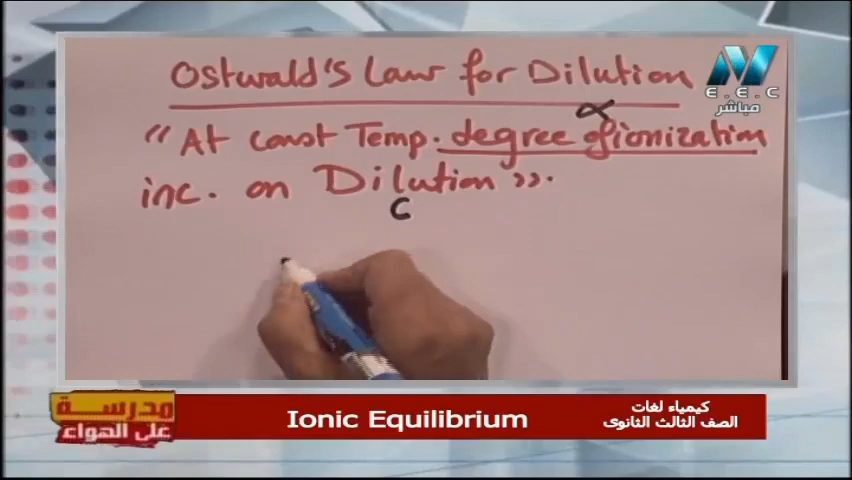 Ostwald's Law for Dilution
α
“At const Temp. degree of ionization
inc. on Dilution ”.
C
E.E.C
مباشر
مدرسة
على الهواء
Ionic Equilibrium
كيمياء لغات
الصف الثالث الثانوى